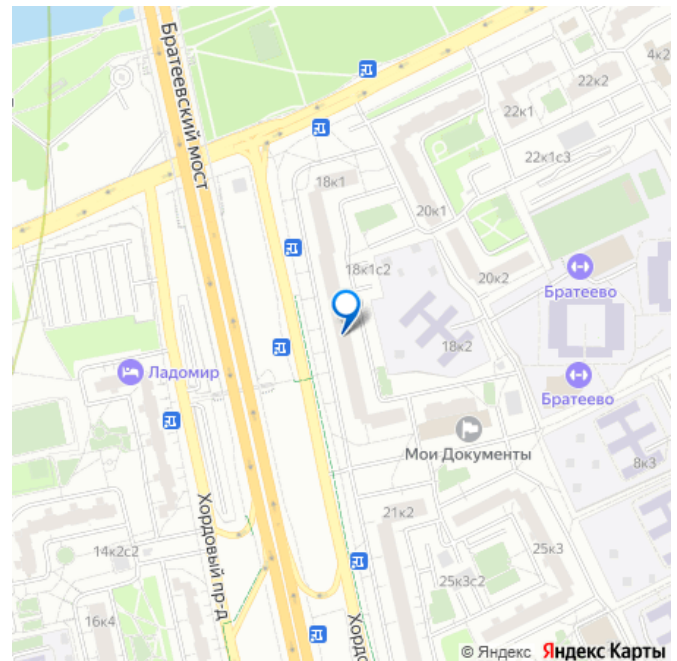 Братеевский мост
4к2
22к2
22к1
22к1с3
18к1
20к1
18к1с2
20к2
Братеево
18к2
Ладомир
Братеево
Мои Документы
8к3
Хордовый пр-д
21к2
14к2с2
25к3
25к3с2
16к4
Хордо
© Яндекс Яндекс Карты